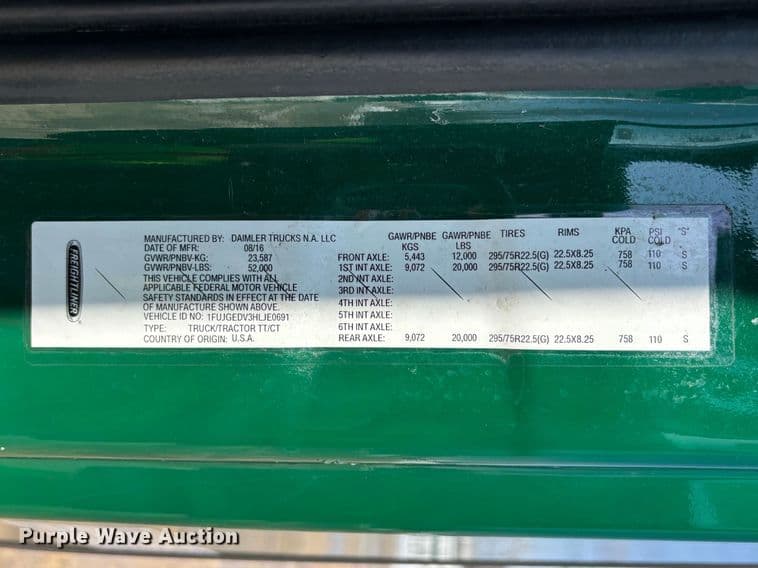 FREIGHTLINER
MANUFACTURED BY: DAIMLER TRUCKS N.A. LLC
DATE OF MFR: 08/16
GVWR/PNBV-KG: 23,587
GVWR/PNBV-LBS: 52,000
THIS VEHICLE COMPLIES WITH ALL
APPLICABLE FEDERAL MOTOR VEHICLE
SAFETY STANDARDS IN EFFECT AT THE DATE
OF MANUFACTURE SHOWN ABOVE.
VEHICLE ID NO: 1FUJGEDV3HLJE0691
TYPE: TRUCK/TRACTOR TT/CT
COUNTRY OF ORIGIN: U.S.A.
GAWR/PNBE GAWR/PNBE TIRES RIMS KPA PSI "S"
KGS LBS COLD COLD
FRONT AXLE: 5,443 12,000 295/75R22.5(G) 22.5X8.25 758 110 S
1ST INT AXLE: 9,072 20,000 295/75R22.5(G) 22.5X8.25 758 110 S
2ND INT AXLE:
3RD INT AXLE:
4TH INT AXLE:
5TH INT AXLE:
6TH INT AXLE:
REAR AXLE: 9,072 20,000 295/75R22.5(G) 22.5X8.25 758 110 S
Purple Wave Auction